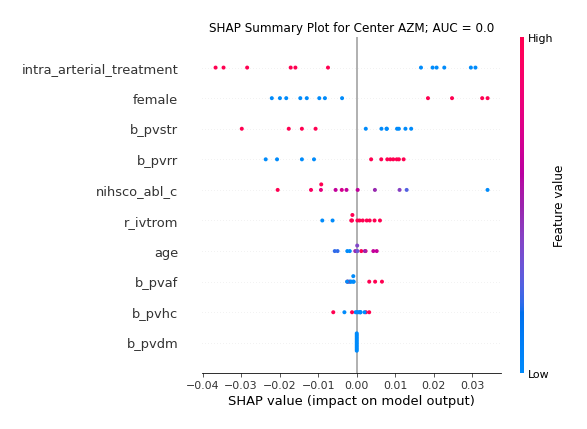 SHAP Summary Plot for Center AZM; AUC = 0.0
High
intra_arterial_treatment
female
b_pvstr
b_pvrr
nihsco_abl_c
r_ivtrom
age
b_pvaf
b_pvhc
b_pvdm
Feature value
Low
−0.04 −0.03 −0.02 −0.01 0.00 0.01 0.02 0.03
SHAP value (impact on model output)